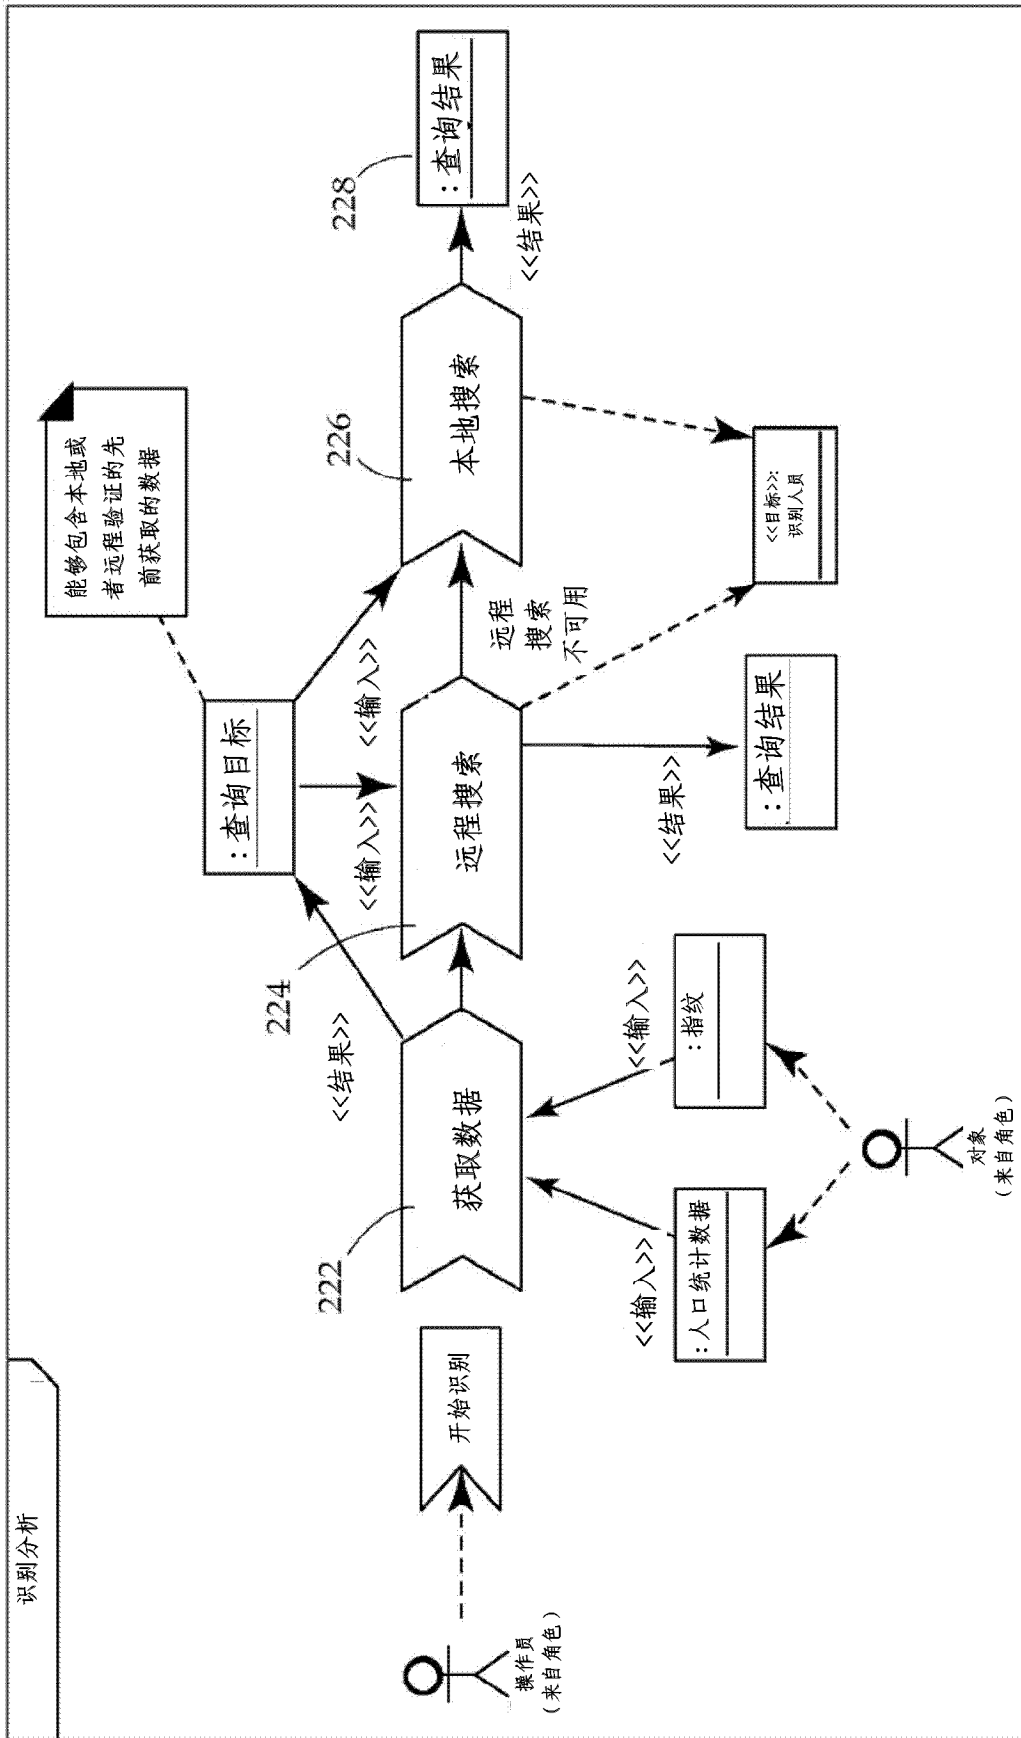 识别分析
能够包含本地或
者远程验证的先
前获取的数据
:查询目标
<<结果>>
<<输入>>
<<输入>>
224
226
228
222
操作员
(来自角色)
开始识别
获取数据
远程搜索
远程
搜索
不可用
本地搜索
<<结果>>
:查询结果
<<输入>>
<<输入>>
:人口统计数据
:指纹
<<结果>>
:查询结果
<<目标>>:
识别人员
对象
(来自角色)